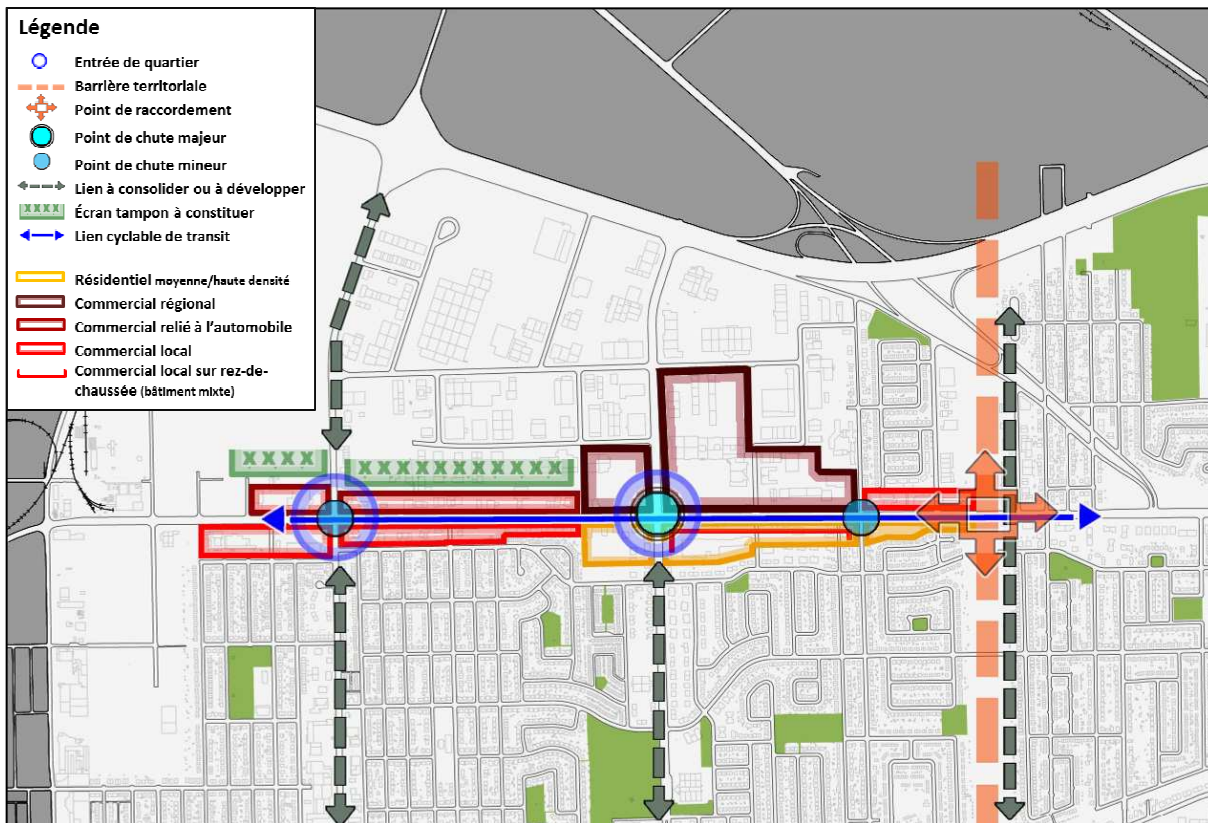 Légende
Entrée de quartier
Barrière territoriale
Point de raccordement
Point de chute majeur
Point de chute mineur
Lien à consolider ou à développer
Écran tampon à constituer
Lien cyclable de transit
Résidentiel moyenne/haute densité
Commercial régional
Commercial relié à l'automobile
Commercial local
Commercial local sur rez-de-
chaussée (bâtiment mixte)